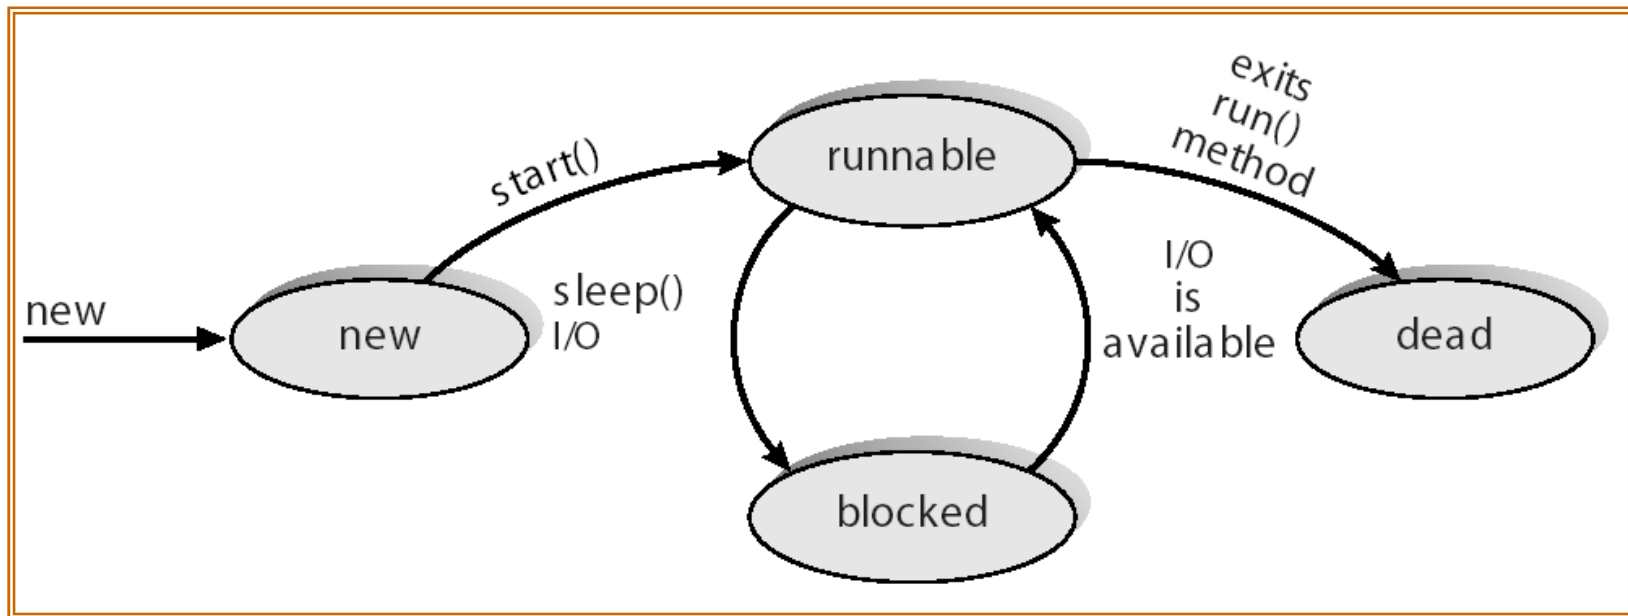 new
new
start()
sleep()
I/O
runnable
blocked
I/O
is
available
exits
run()
method
dead